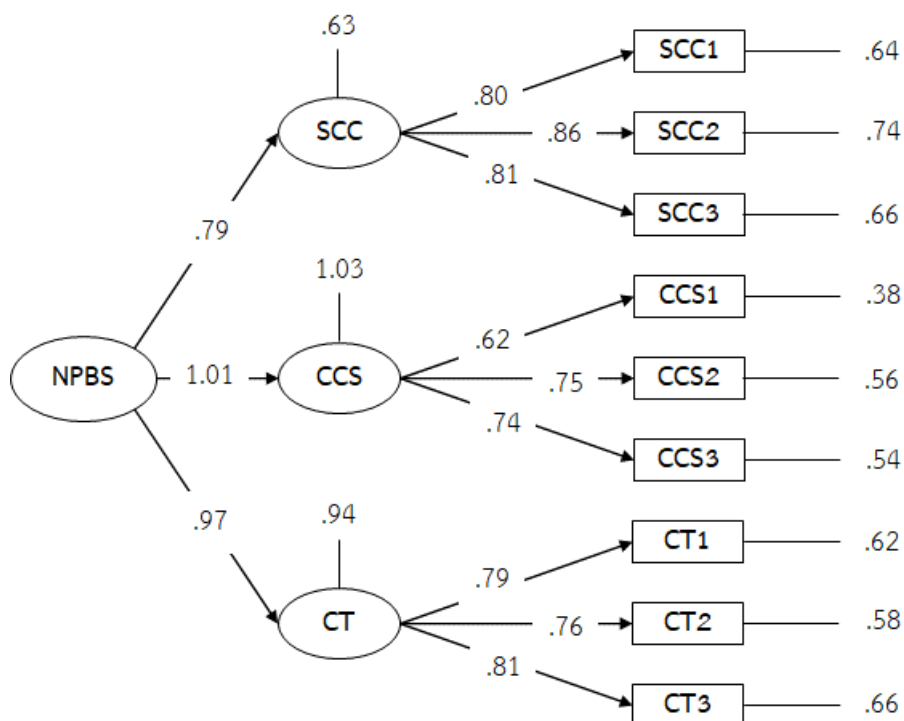 .63
SCC1
.64
.80
SCC
.86
SCC2
.74
.81
SCC3
.66
.79
1.03
CCS1
.38
.62
NPBS
1.01
CCS
.75
CCS2
.56
.74
CCS3
.54
.97
.94
CT1
.62
.79
CT
.76
CT2
.58
.81
CT3
.66